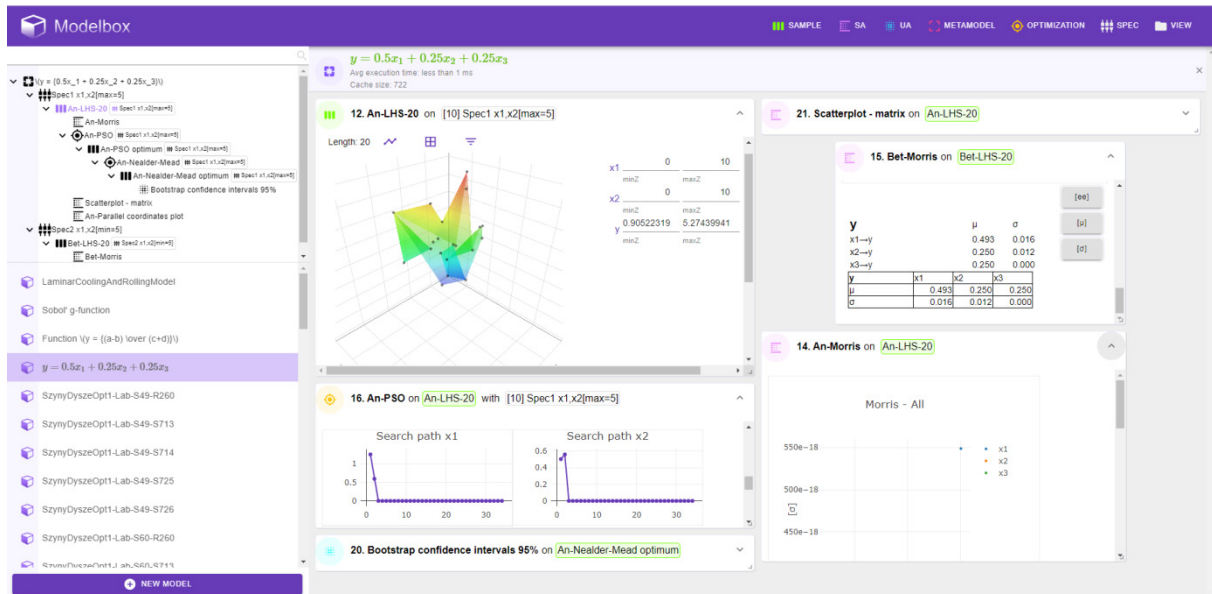 Modelbox
SAMPLE SA UA METAMODEL OPTIMIZATION SPEC VIEW
\(y = {0.5x_1 + 0.25x_2 + 0.25x_3}\)
Spec1 x1,x2[max=5]
An-LHS-20 Spec1 x1,x2[max=5]
An-Morris
An-PSO Spec1 x1,x2[max=5]
An-PSO optimum Spec1 x1,x2[max=5]
An-Nealder-Mead Spec1 x1,x2[max=5]
An-Nealder-Mead optimum Spec1 x1,x2[max=5]
Bootstrap confidence intervals 95%
Scatterplot - matrix
An-Parallel coordinates plot
Spec2 x1,x2[min=5]
Bet-LHS-20 Spec2 x1,x2[min=5]
Bet-Morris
LaminarCoolingAndRollingModel
Sobol' g-function
Function \(y = {(a-b) \over (c+d)}\)
y = 0.5x₁ + 0.25x₂ + 0.25x₃
SzynyDyszeOpt1-Lab-S49-R260
SzynyDyszeOpt1-Lab-S49-S713
SzynyDyszeOpt1-Lab-S49-S714
SzynyDyszeOpt1-Lab-S49-S725
SzynyDyszeOpt1-Lab-S49-S726
SzynyDyszeOpt1-Lab-S60-R260
SzynyDyszeOpt1-Lab-S60-S713
NEW MODEL
y = 0.5x₁ + 0.25x₂ + 0.25x₃
Avg execution time: less than 1 ms
Cache size: 722
12. An-LHS-20 on [10] Spec1 x1,x2[max=5]
Length: 20
x1 0 10
minZ maxZ
x2 0 10
minZ maxZ
y 0.90522319 5.27439941
minZ maxZ
16. An-PSO on An-LHS-20 with [10] Spec1 x1,x2[max=5]
Search path x1
1
0.5
0
0 10 20 30
Search path x2
0.6
0.4
0.2
0
0 10 20 30
20. Bootstrap confidence intervals 95% on An-Nealder-Mead optimum
21. Scatterplot - matrix on An-LHS-20
15. Bet-Morris on Bet-LHS-20
[ee]
[μ]
[σ]
y μ σ
x1→y 0.493 0.016
x2→y 0.250 0.012
x3→y 0.250 0.000
y x1 x2 x3
μ 0.493 0.250 0.250
σ 0.016 0.012 0.000
14. An-Morris on An-LHS-20
Morris - All
550e−18
500e−18
450e−18
[σ]
x1
x2
x3